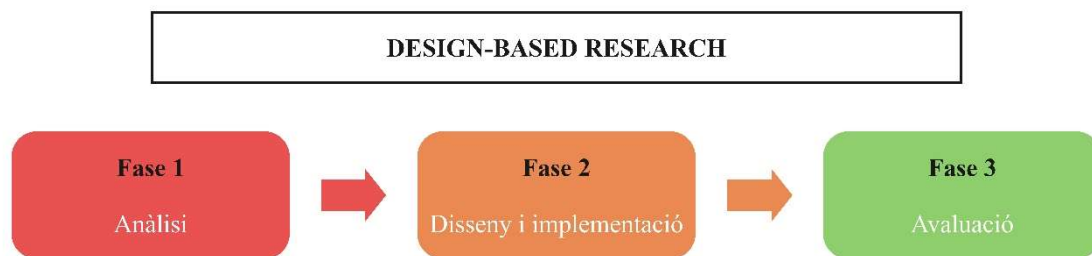 DESIGN-BASED RESEARCH
Fase 1
Anàlisi
Fase 2
Disseny i implementació
Fase 3
Avaluació